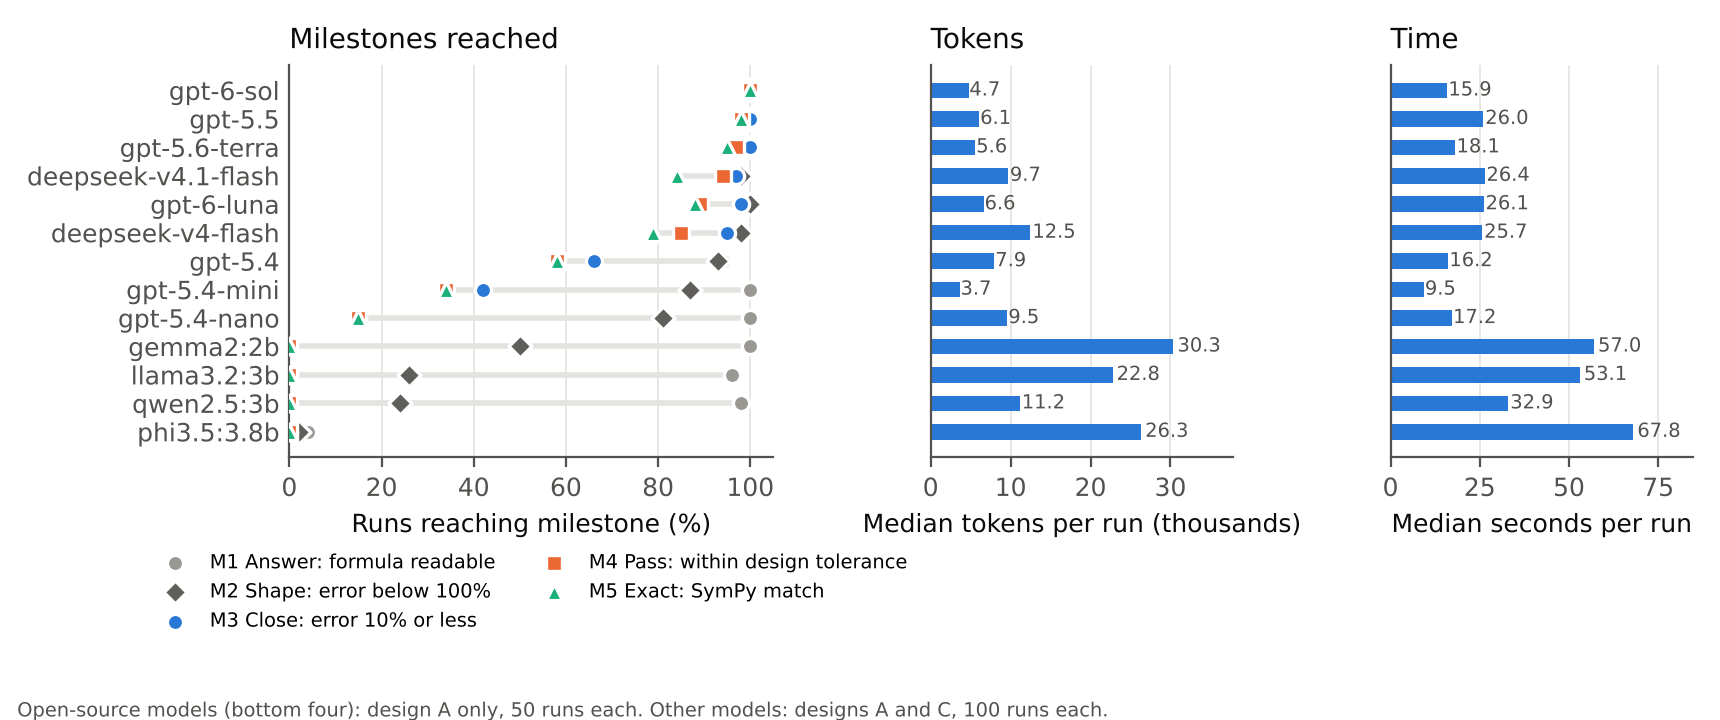 Milestones reached
Tokens
Time
gpt-6-sol
gpt-5.5
gpt-5.6-terra
deepseek-v4.1-flash
gpt-6-luna
deepseek-v4-flash
gpt-5.4
gpt-5.4-mini
gpt-5.4-nano
gemma2:2b
llama3.2:3b
qwen2.5:3b
phi3.5:3.8b
0 20 40 60 80 100
Runs reaching milestone (%)
4.7
6.1
5.6
9.7
6.6
12.5
7.9
3.7
9.5
30.3
22.8
11.2
26.3
0 10 20 30
Median tokens per run (thousands)
15.9
26.0
18.1
26.4
26.1
25.7
16.2
9.5
17.2
57.0
53.1
32.9
67.8
0 25 50 75
Median seconds per run
M1 Answer: formula readable
M2 Shape: error below 100%
M3 Close: error 10% or less
M4 Pass: within design tolerance
M5 Exact: SymPy match
Open-source models (bottom four): design A only, 50 runs each. Other models: designs A and C, 100 runs each.